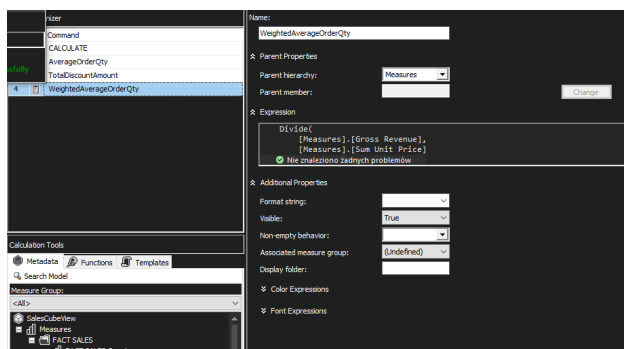 nizer
Command
CALCULATE
AverageOrderQty
TotalDiscountAmount
4 WeightedAverageOrderQty
Calculation Tools
Metadata Functions Templates
Search Model
Measure Group:
<All>
SalesCubeView
Measures
FACT SALES
Name:
WeightedAverageOrderQty
Parent Properties
Parent hierarchy: Measures
Parent member: Change
Expression
Divide(
[Measures].[Gross Revenue],
[Measures].[Sum Unit Price]
Nie znaleziono żadnych problemów
Additional Properties
Format string:
Visible: True
Non-empty behavior:
Associated measure group: (Undefined)
Display folder:
Color Expressions
Font Expressions